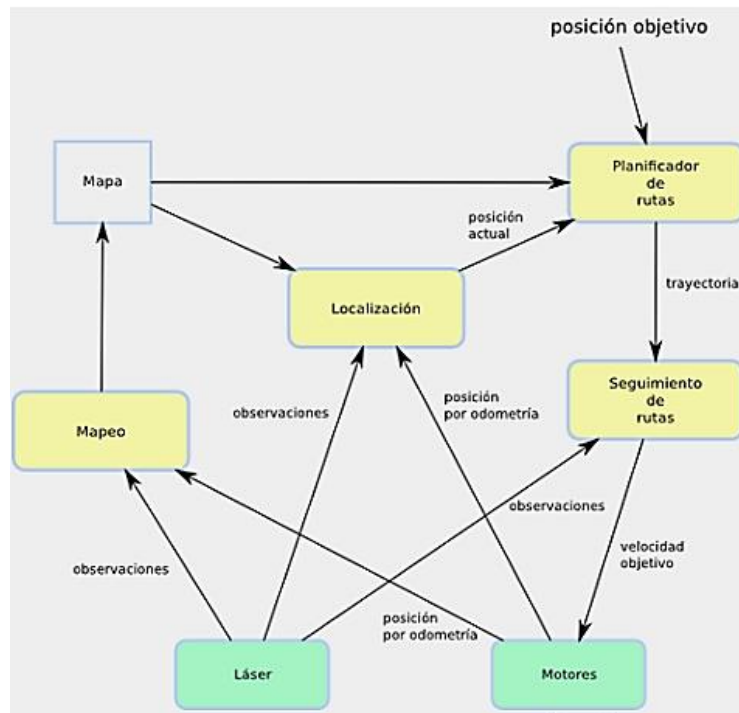 posición objetivo
Mapa
Planificador
de
rutas
posición
actual
trayectoria
Localización
Seguimiento
de
rutas
posición
por odometría
observaciones
Mapeo
observaciones
velocidad
objetivo
observaciones
posición
por odometría
Láser
Motores